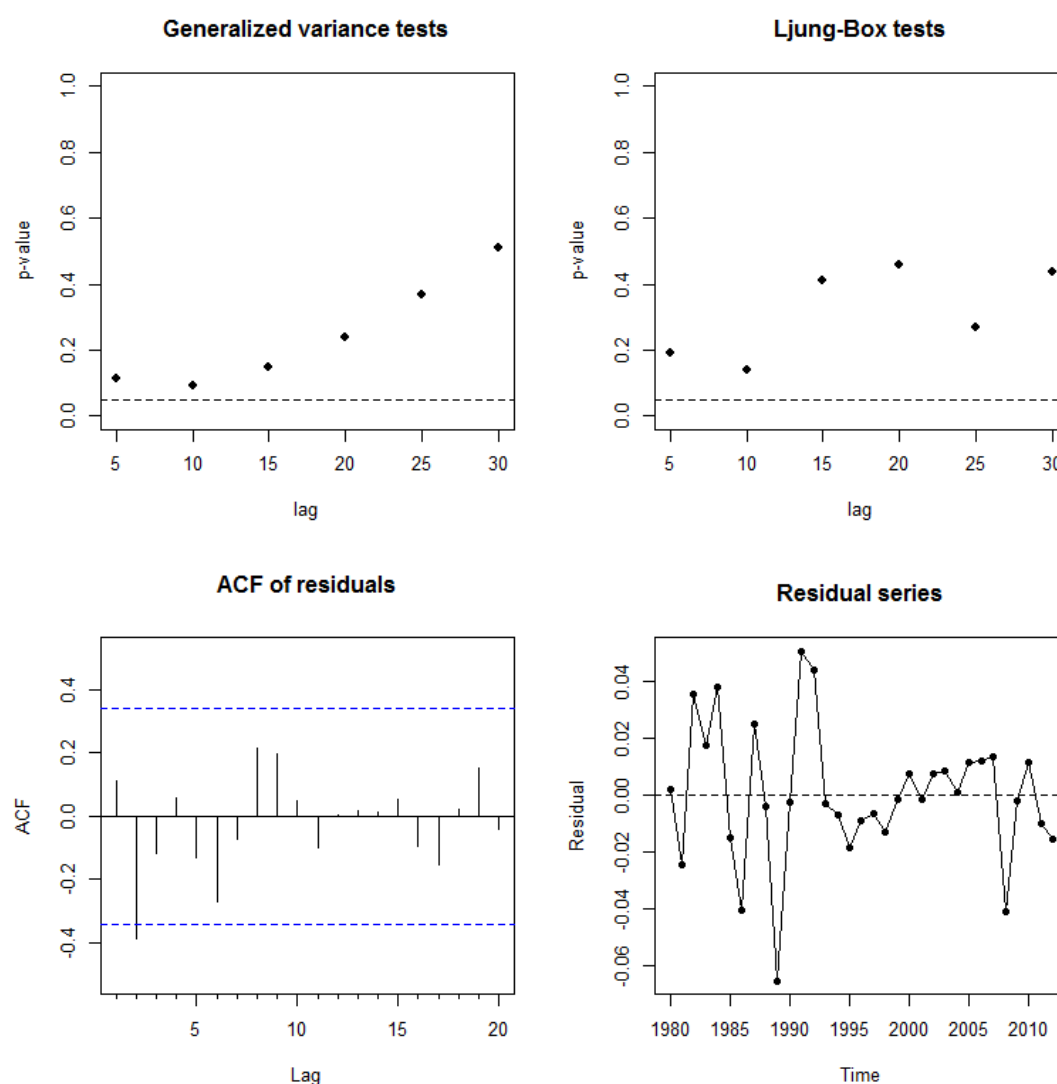 Generalized variance tests
p-value
1.0
0.8
0.6
0.4
0.2
0.0
5 10 15 20 25 30
lag
Ljung-Box tests
p-value
1.0
0.8
0.6
0.4
0.2
0.0
5 10 15 20 25 30
lag
ACF of residuals
ACF
0.4
0.2
0.0
-0.2
-0.4
5 10 15 20
Lag
Residual series
Residual
0.04
0.02
0.00
-0.02
-0.04
-0.06
1980 1985 1990 1995 2000 2005 2010
Time